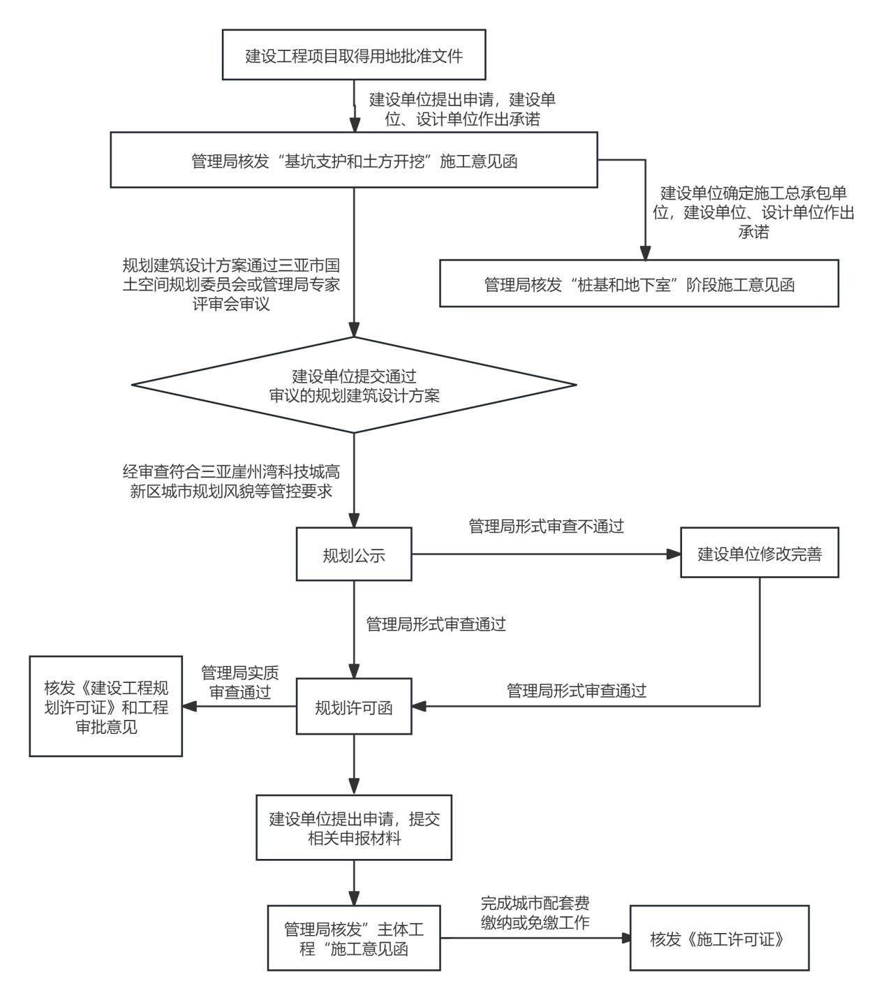 建设工程项目取得用地批准文件
建设单位提出申请，建设单
位、设计单位作出承诺
管理局核发“基坑支护和土方开挖”施工意见函
建设单位确定施工总承包单
位，建设单位、设计单位作出
承诺
规划建筑设计方案通过三亚市国
土空间规划委员会或管理局专家
评审会审议
管理局核发“桩基和地下室”阶段施工意见函
建设单位提交通过
审议的规划建筑设计方案
经审查符合三亚崖州湾科技城高
新区城市规划风貌等管控要求
管理局形式审查不通过
规划公示
建设单位修改完善
管理局形式审查通过
管理局实质
审查通过
核发《建设工程规
划许可证》和工程
审批意见
管理局形式审查通过
规划许可函
建设单位提出申请，提交
相关申报材料
完成城市配套费
缴纳或免缴工作
管理局核发”主体工
程“施工意见函
核发《施工许可证》